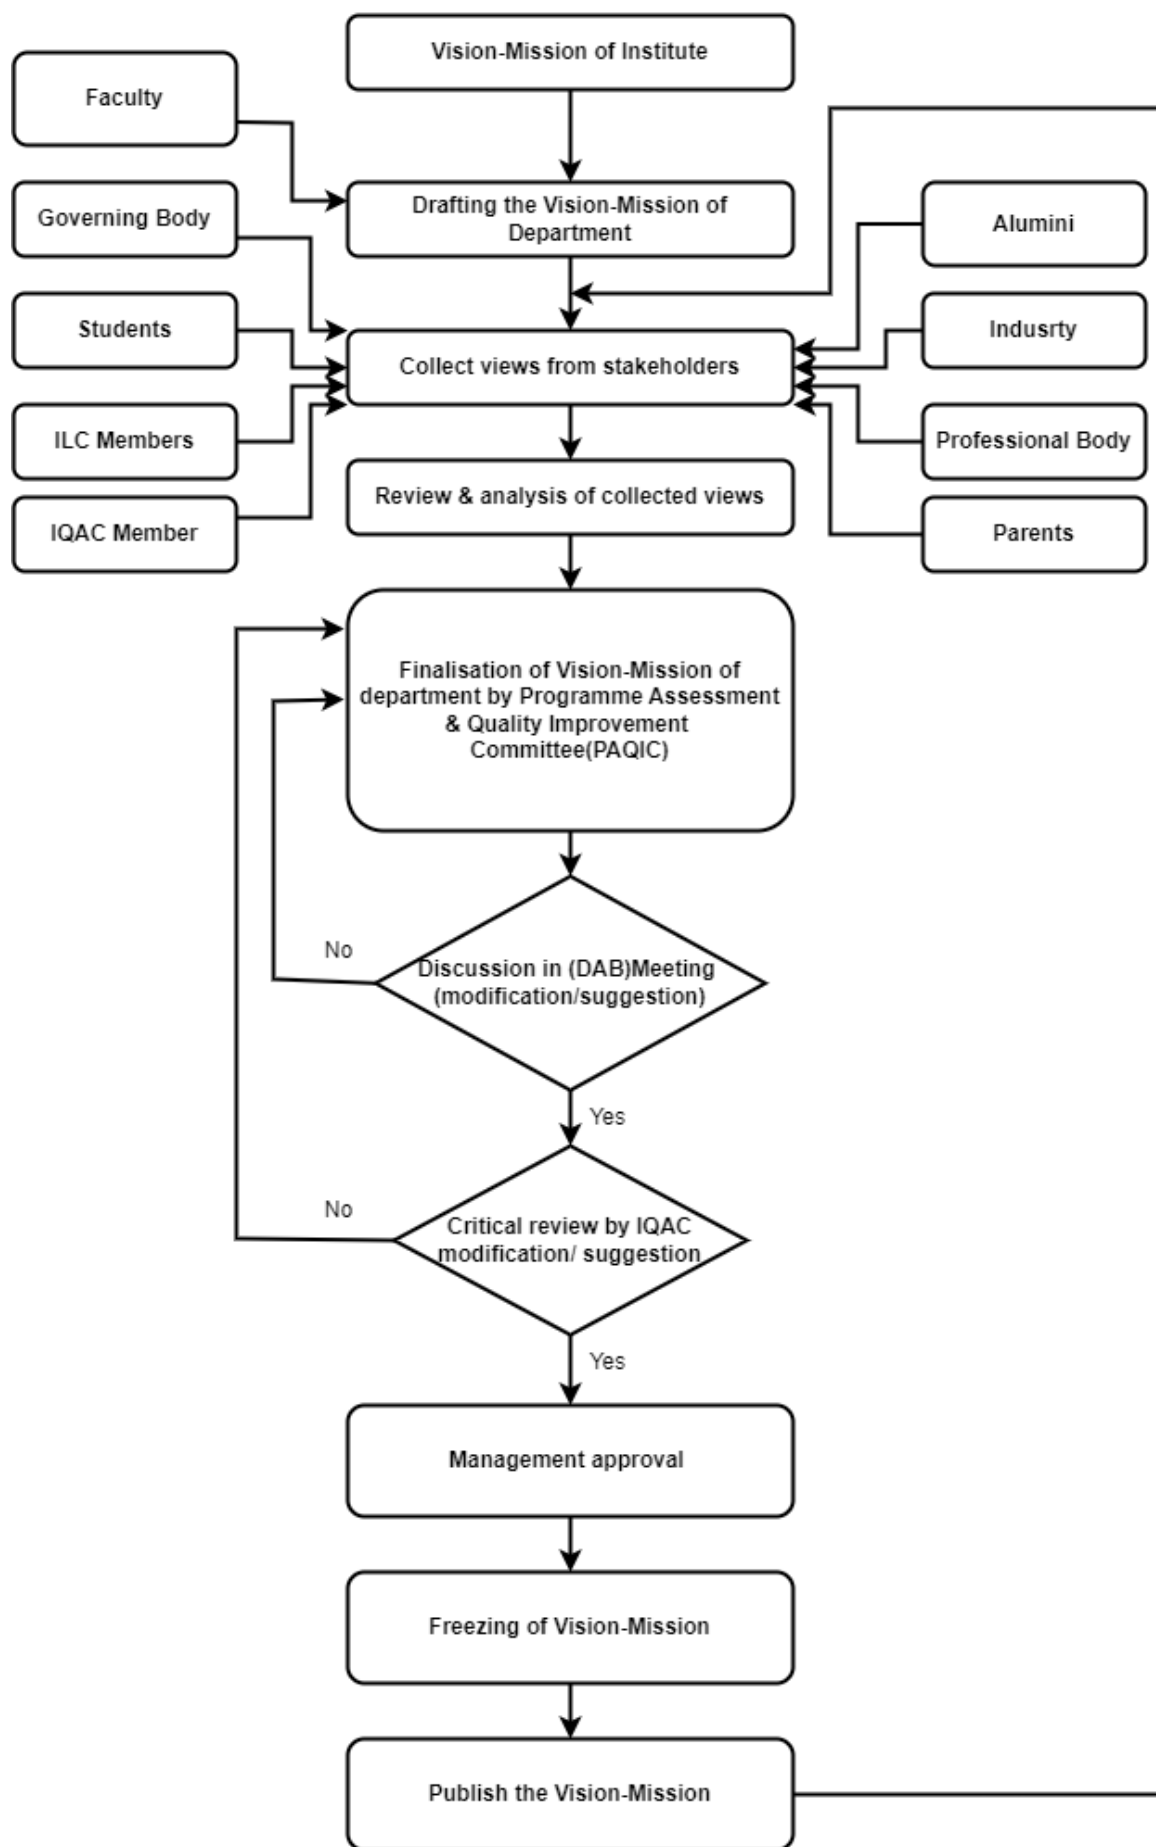 Vision-Mission of Institute
Faculty
Drafting the Vision-Mission of
Department
Governing Body
Alumini
Students
Indusrty
Collect views from stakeholders
ILC Members
Professional Body
Review & analysis of collected views
IQAC Member
Parents
Finalisation of Vision-Mission of
department by Programme Assessment
& Quality Improvement
Committee(PAQIC)
No
Discussion in (DAB)Meeting
(modification/suggestion)
Yes
No
Critical review by IQAC
modification/ suggestion
Yes
Management approval
Freezing of Vision-Mission
Publish the Vision-Mission